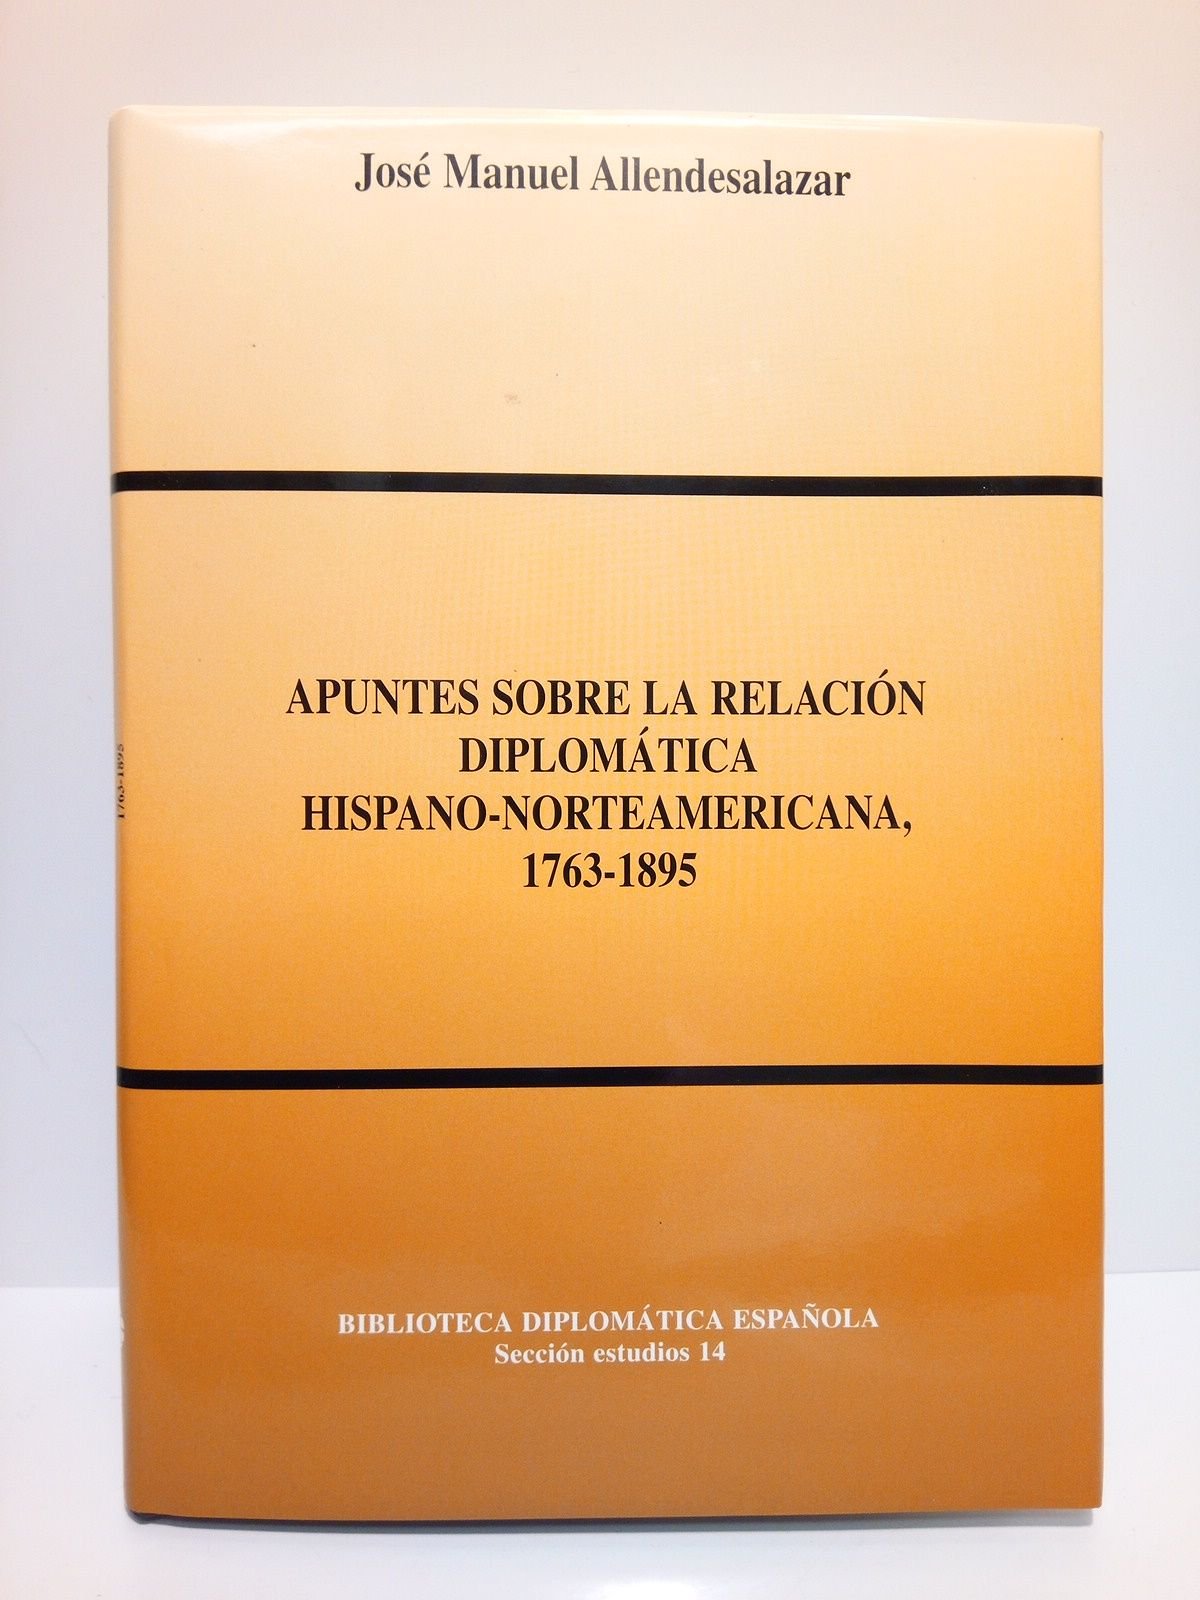 José Manuel Allendesalazar
APUNTES SOBRE LA RELACIÓN
DIPLOMÁTICA
HISPANO-NORTEAMERICANA,
1763-1895
BIBLIOTECA DIPLOMÁTICA ESPAÑOLA
Sección estudios 14
1763-1895